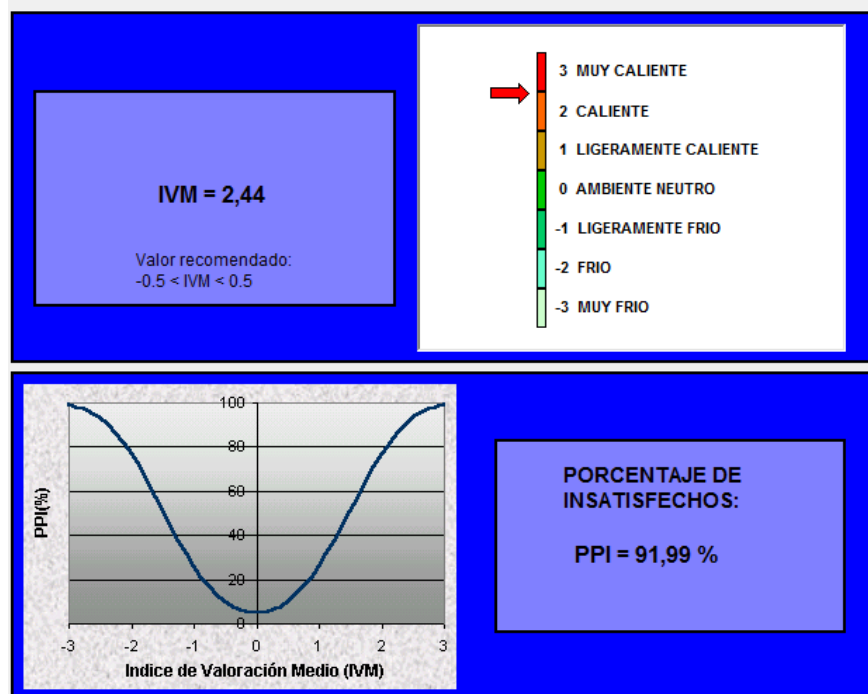 IVM = 2,44
Valor recomendado:
-0.5 < IVM < 0.5
3 MUY CALIENTE
2 CALIENTE
1 LIGERAMENTE CALIENTE
0 AMBIENTE NEUTRO
-1 LIGERAMENTE FRIO
-2 FRIO
-3 MUY FRIO
PPI(%)
100
80
60
40
20
0
-3 -2 -1 0 1 2 3
Indice de Valoración Medio (IVM)
PORCENTAJE DE
INSATISFECHOS:
PPI = 91,99 %